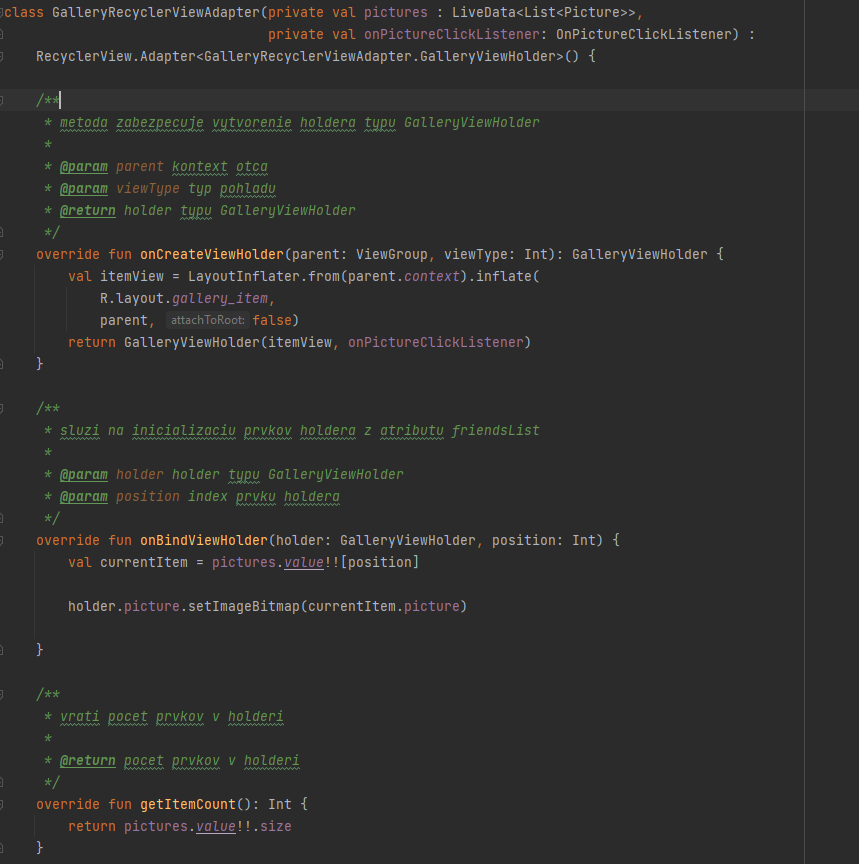 class GalleryRecyclerViewAdapter(private val pictures : LiveData<List<Picture>>,
private val onPictureClickListener: OnPictureClickListener) :
RecyclerView.Adapter<GalleryRecyclerViewAdapter.GalleryViewHolder>() {
/**
* metoda zabezpecuje vytvorenie holdera typu GalleryViewHolder
*
* @param parent kontext otca
* @param viewType typ pohladu
* @return holder typu GalleryViewHolder
*/
override fun onCreateViewHolder(parent: ViewGroup, viewType: Int): GalleryViewHolder {
val itemView = LayoutInflater.from(parent.context).inflate(
R.layout.gallery_item,
parent, attachToRoot: false)
return GalleryViewHolder(itemView, onPictureClickListener)
}
/**
* sluzi na inicializaciu prvkov holdera z atributu friendsList
*
* @param holder holder typu GalleryViewHolder
* @param position index prvku holdera
*/
override fun onBindViewHolder(holder: GalleryViewHolder, position: Int) {
val currentItem = pictures.value!![position]
holder.picture.setImageBitmap(currentItem.picture)
}
/**
* vrati pocet prvkov v holderi
*
* @return pocet prvkov v holderi
*/
override fun getItemCount(): Int {
return pictures.value!!.size
}